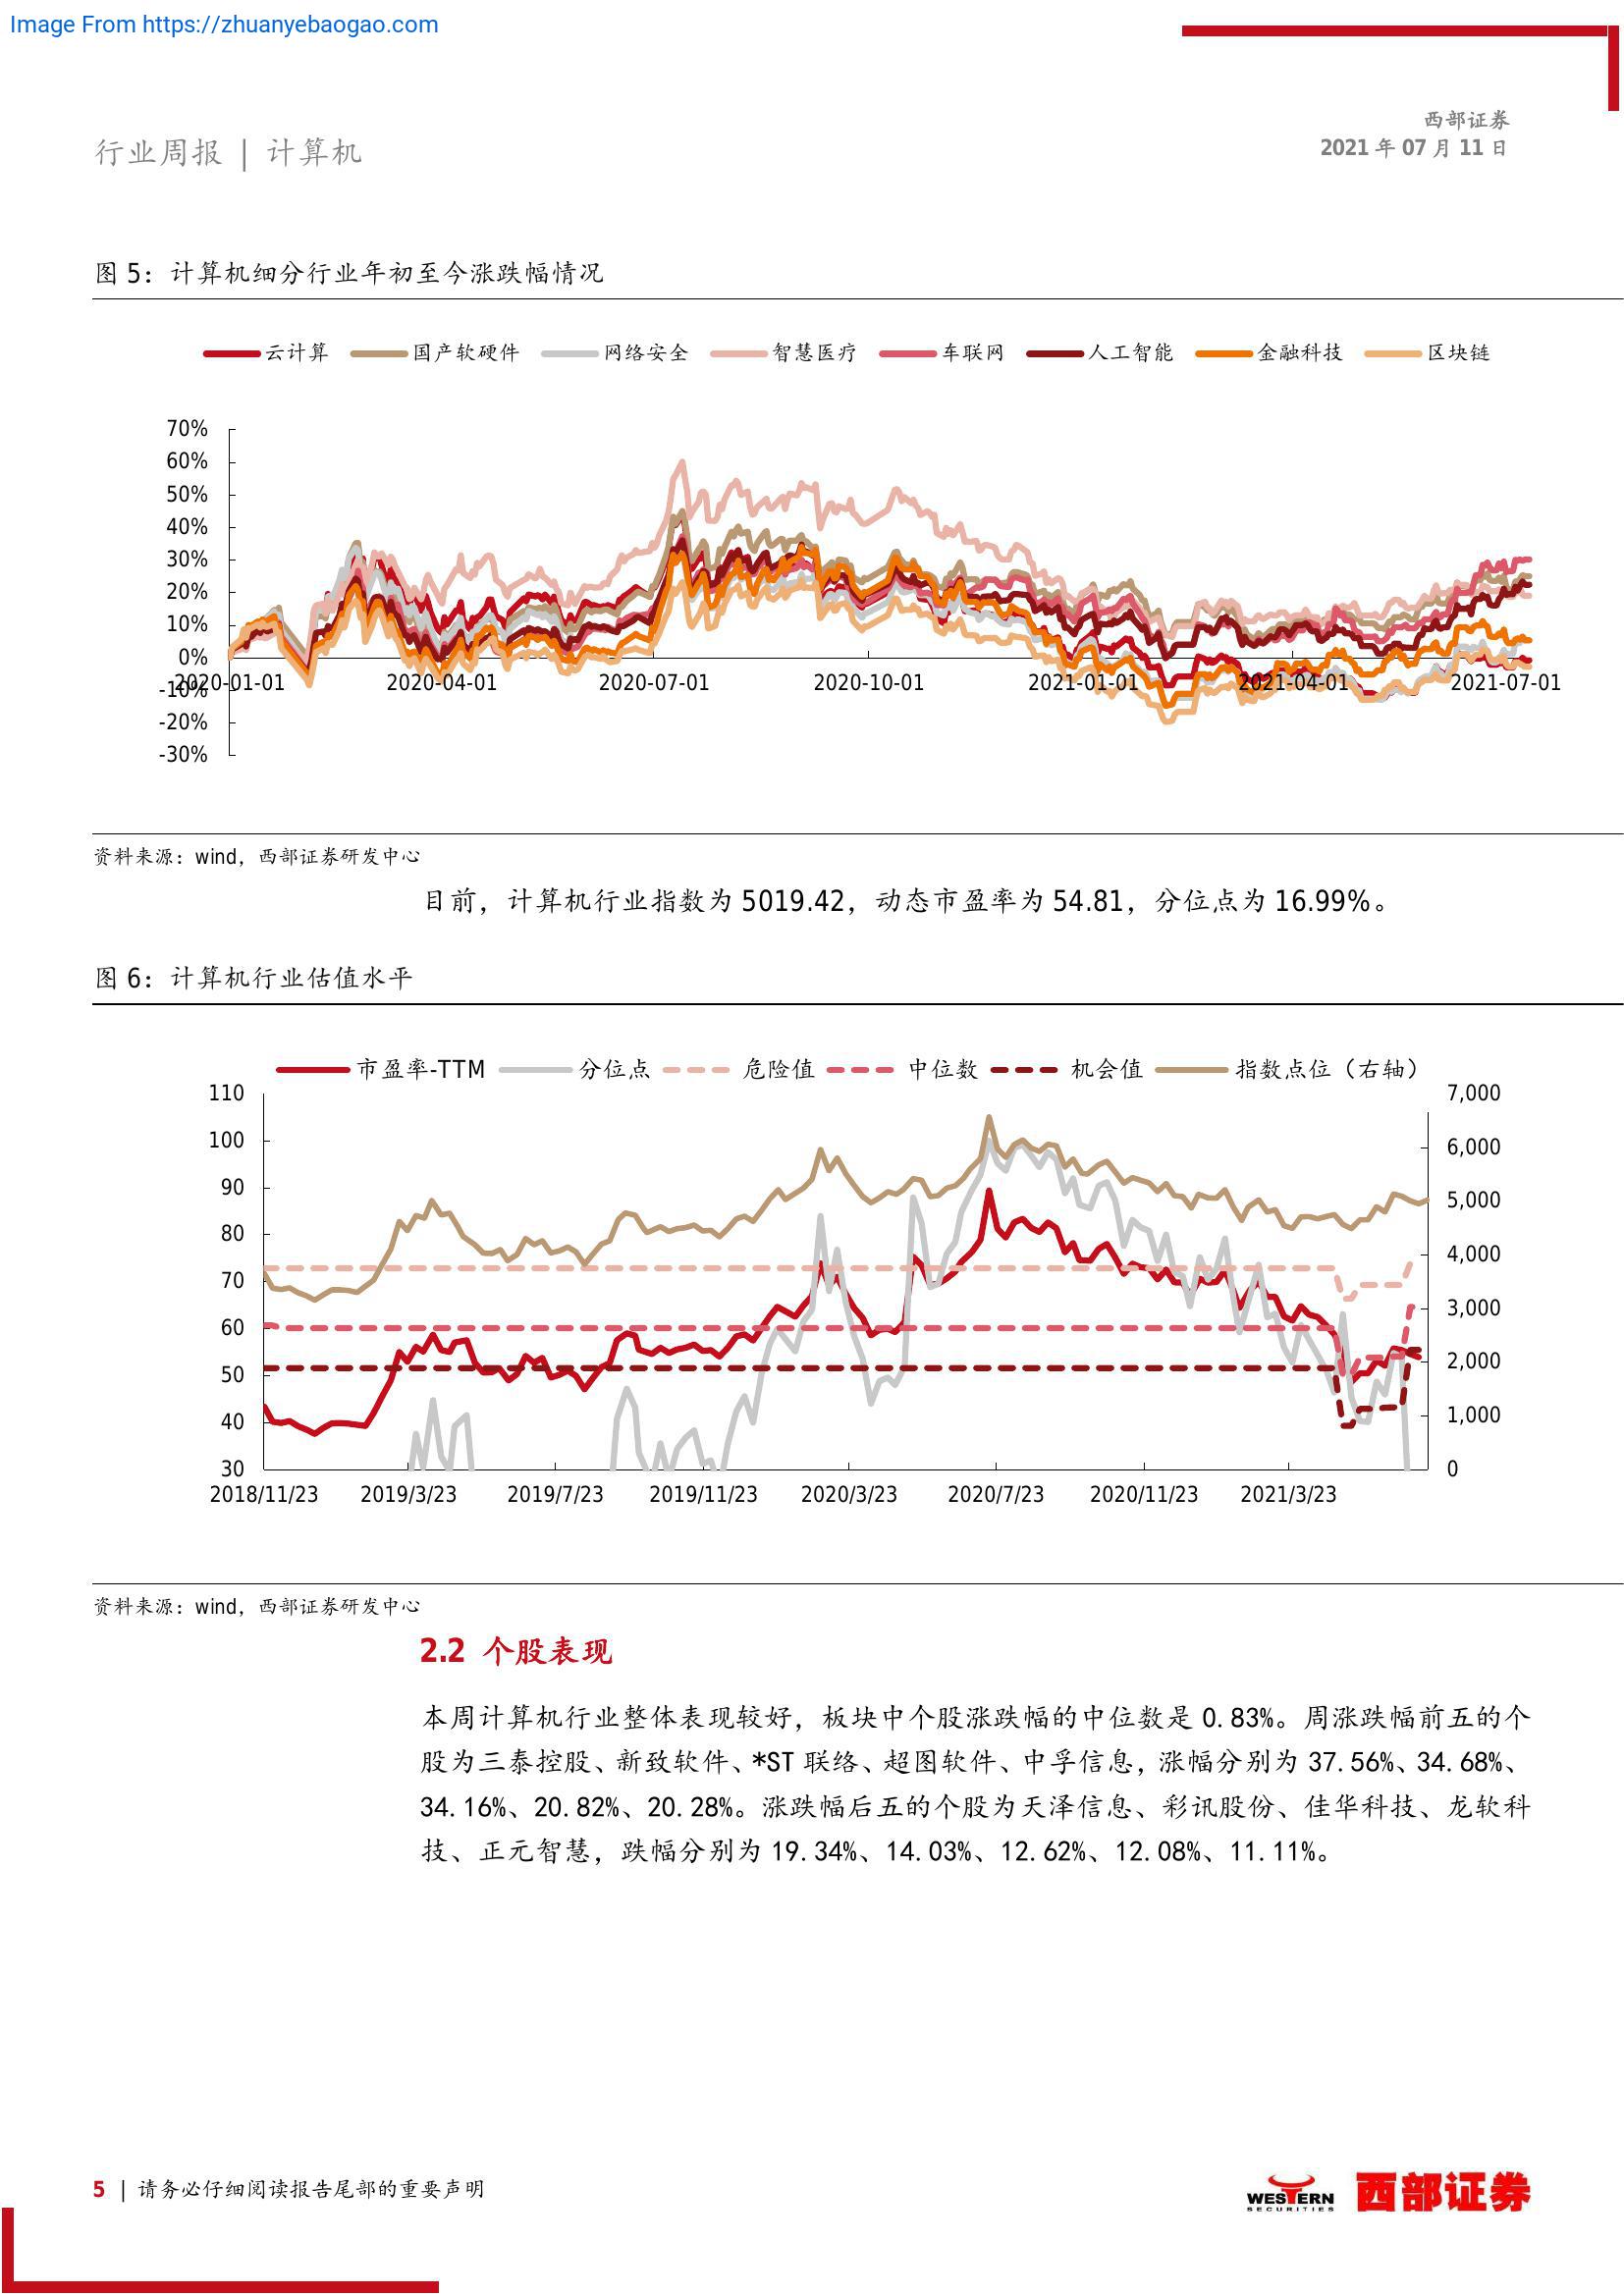 Image From https://zhuanyebaogao.com
西部证券
行业周报 | 计算机
2021 年 07 月 11 日
图 5：计算机细分行业年初至今涨跌幅情况
云计算 国产软硬件 网络安全 智慧医疗 车联网 人工智能 金融科技 区块链
70%
60%
50%
40%
30%
20%
10%
0%
-10%
-20%
-30%
2020-01-01 2020-04-01 2020-07-01 2020-10-01 2021-01-01 2021-04-01 2021-07-01
资料来源：wind，西部证券研发中心
目前，计算机行业指数为 5019.42，动态市盈率为 54.81，分位点为 16.99%。
图 6：计算机行业估值水平
市盈率-TTM 分位点 危险值 中位数 机会值 指数点位（右轴）
110 7,000
100 6,000
90 5,000
80 4,000
70 3,000
60 2,000
50 1,000
40 0
30
2018/11/23 2019/3/23 2019/7/23 2019/11/23 2020/3/23 2020/7/23 2020/11/23 2021/3/23
资料来源：wind，西部证券研发中心
2.2 个股表现
本周计算机行业整体表现较好，板块中个股涨跌幅的中位数是 0.83%。周涨跌幅前五的个
股为三泰控股、新致软件、*ST 联络、超图软件、中孚信息，涨幅分别为 37.56%、34.68%、
34.16%、20.82%、20.28%。涨跌幅后五的个股为天泽信息、彩讯股份、佳华科技、龙软科
技、正元智慧，跌幅分别为 19.34%、14.03%、12.62%、12.08%、11.11%。
5 | 请务必仔细阅读报告尾部的重要声明
WESTERN
SECURITIES
西部证券